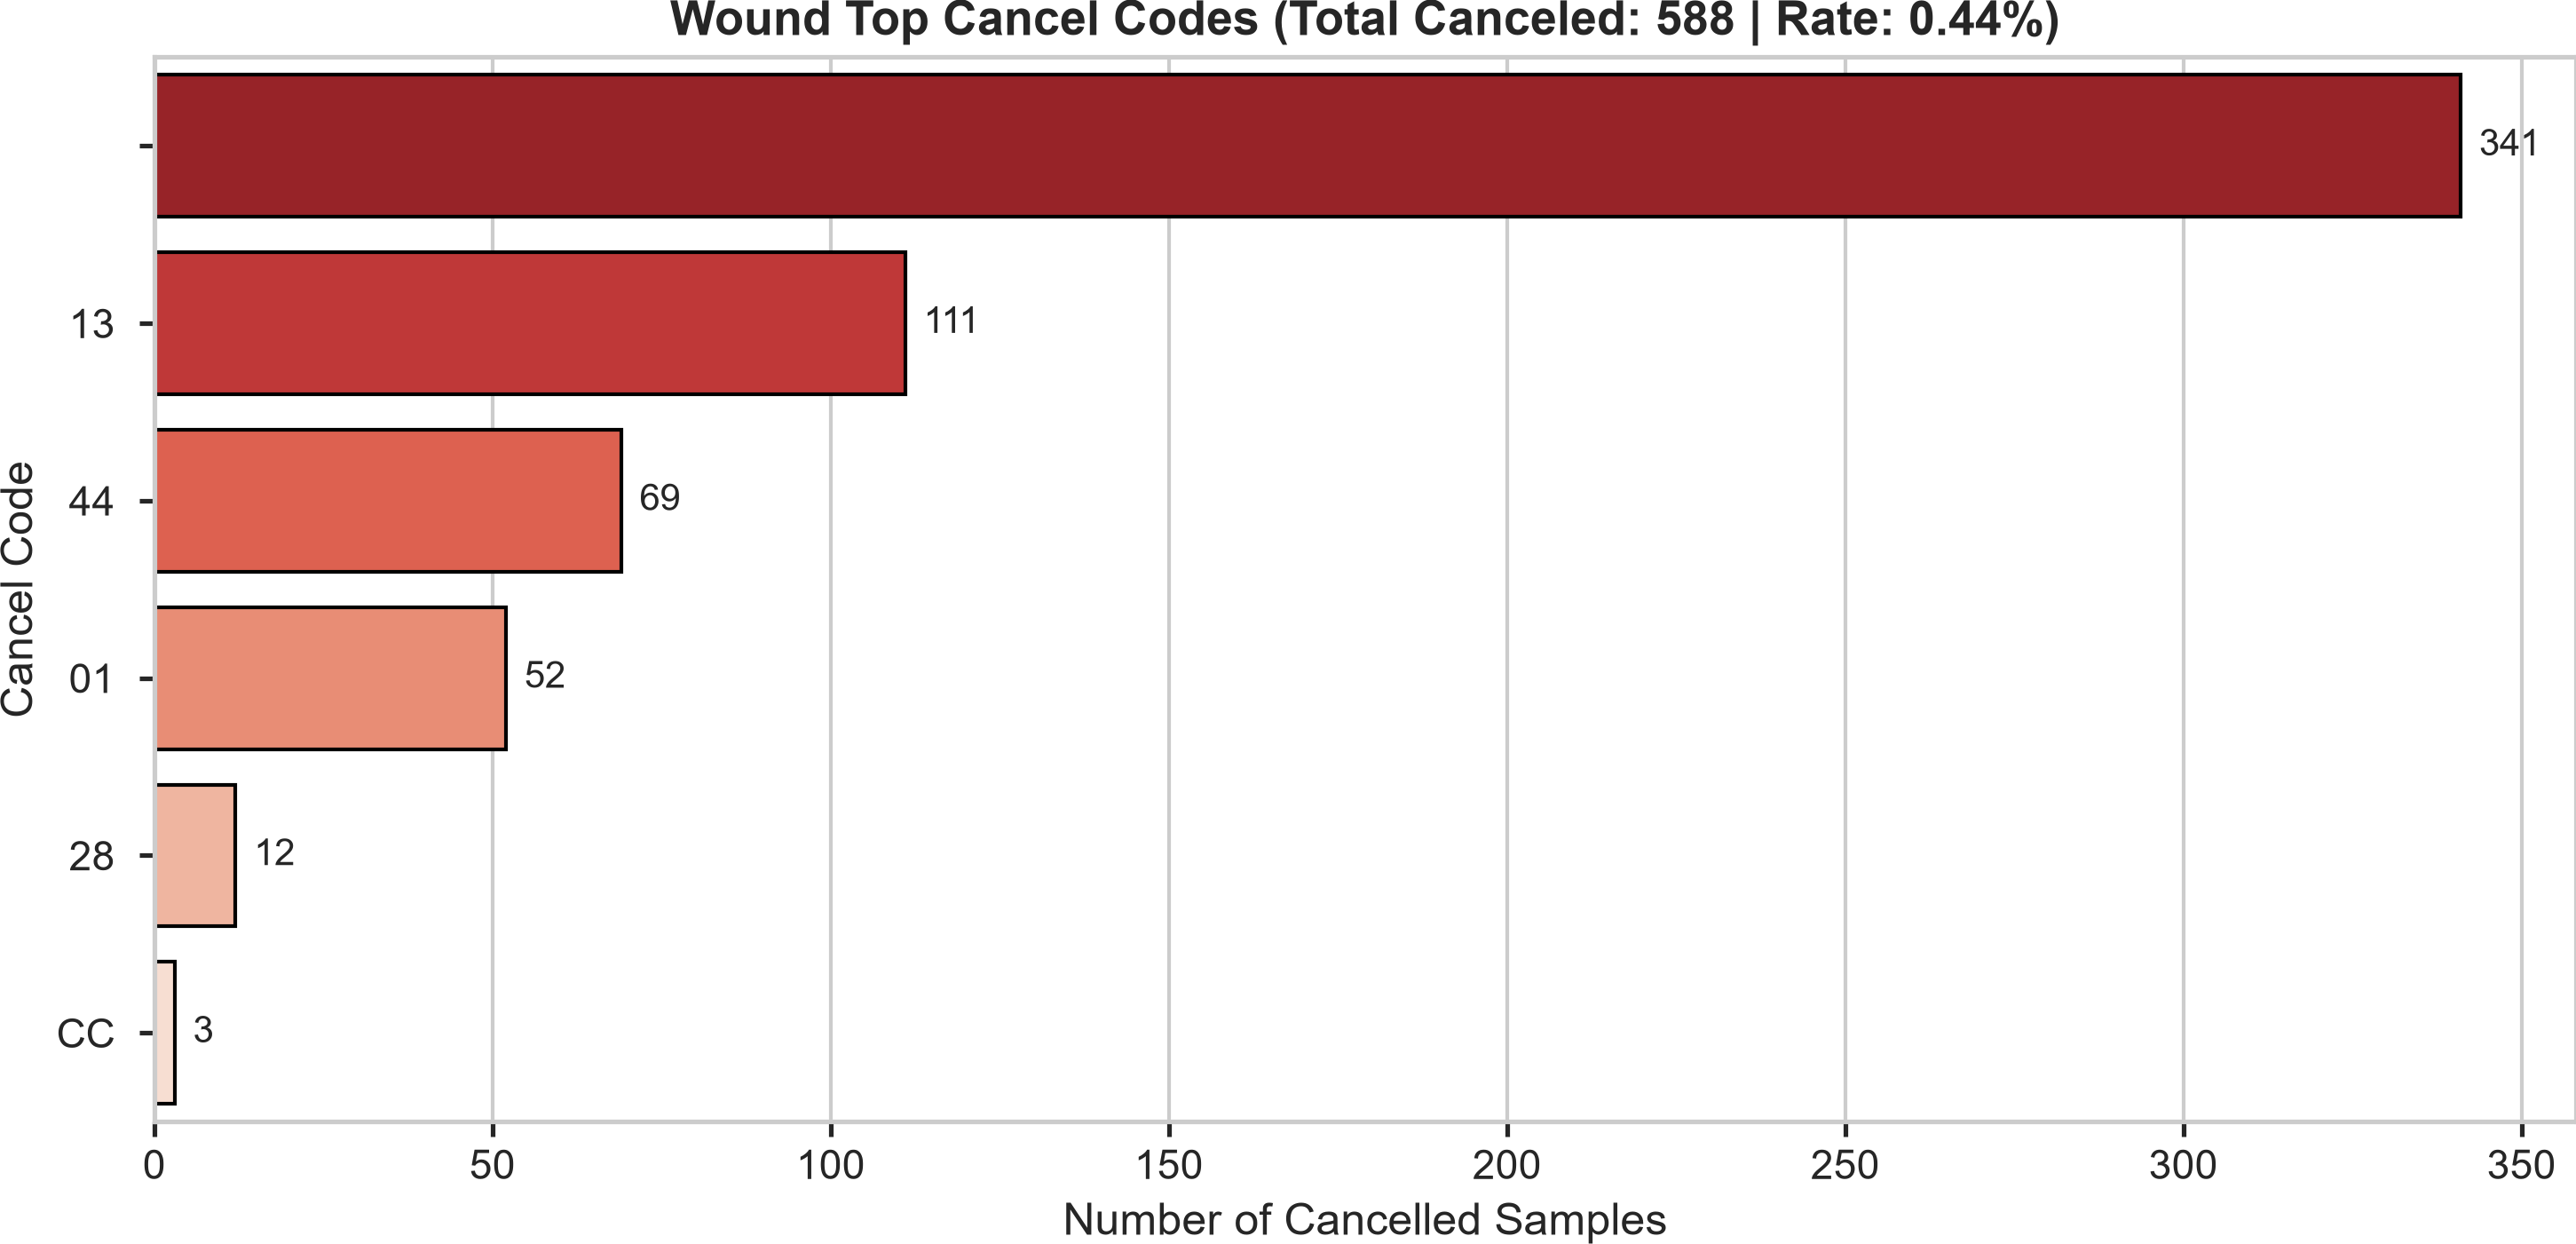 Wound Top Cancel Codes (Total Canceled: 588 | Rate: 0.44%)
341
13
111
44
69
01
52
28
12
CC
3
Cancel Code
0 50 100 150 200 250 300 350
Number of Cancelled Samples